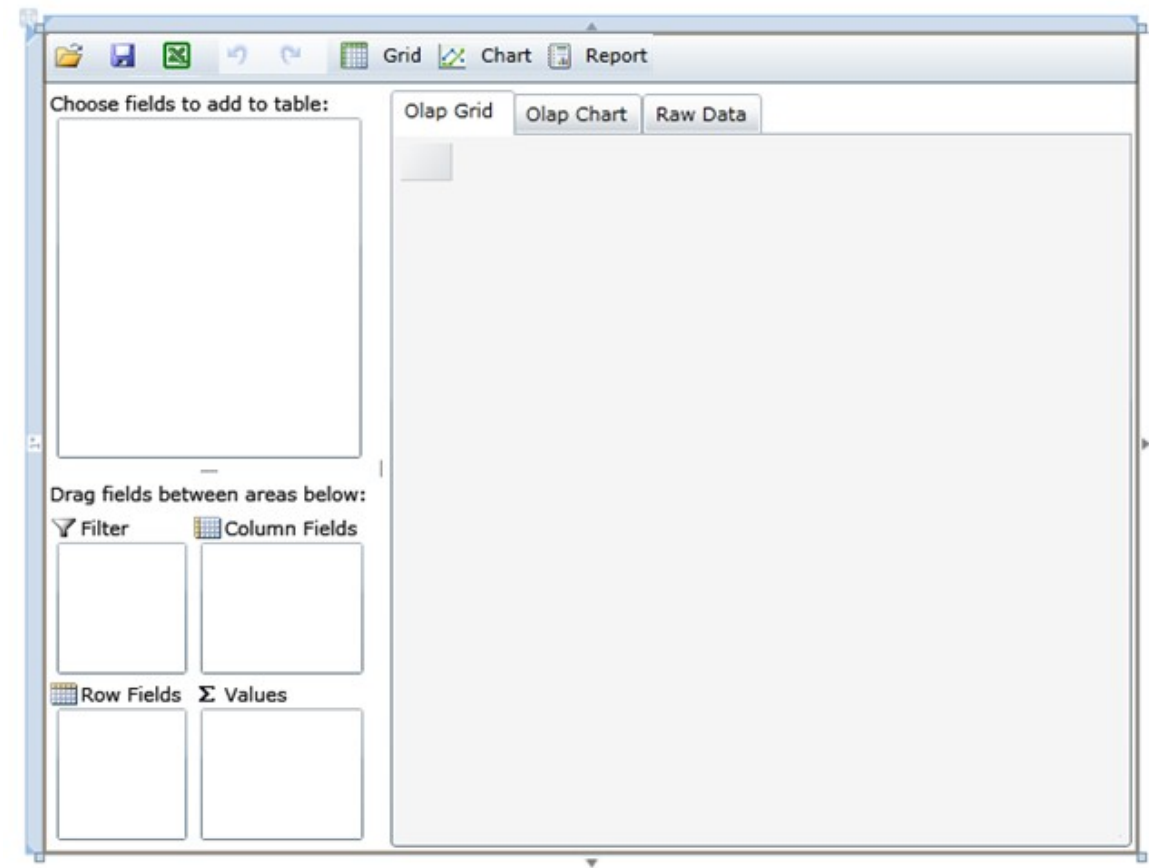 Grid Chart Report
Choose fields to add to table:
Olap Grid Olap Chart Raw Data
Drag fields between areas below:
Filter Column Fields
Row Fields Σ Values